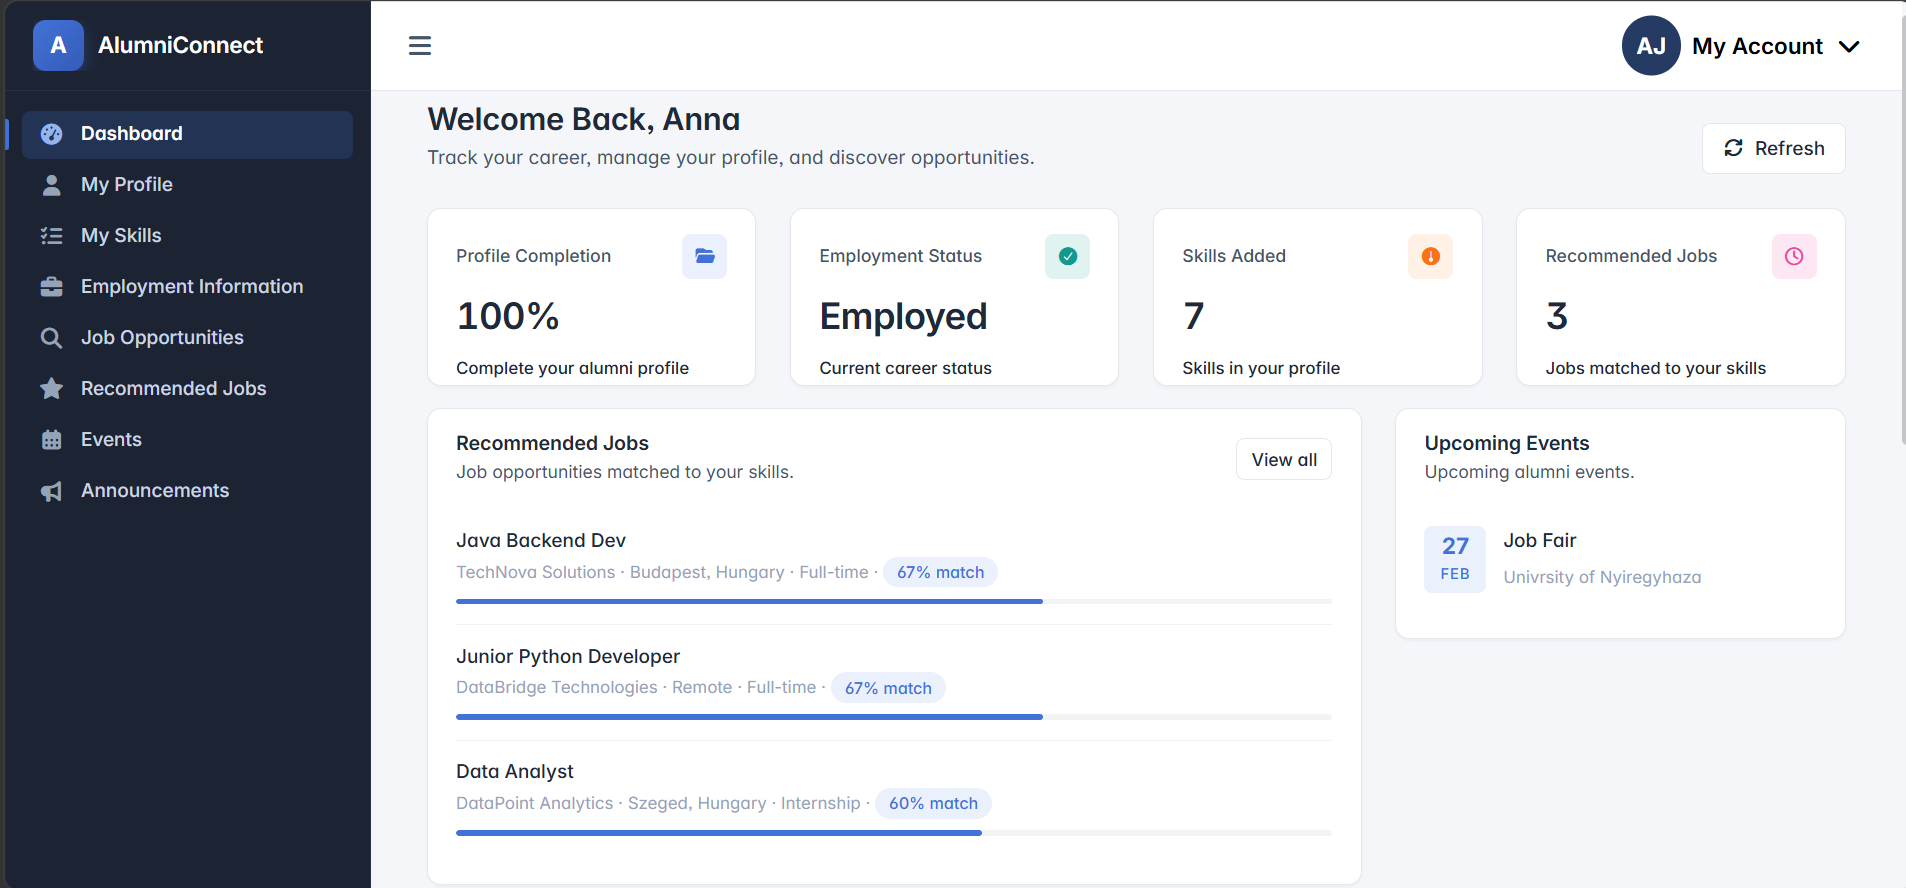 A AlumniConnect
AJ My Account
Dashboard
My Profile
My Skills
Employment Information
Job Opportunities
Recommended Jobs
Events
Announcements
Welcome Back, Anna
Track your career, manage your profile, and discover opportunities.
Refresh
Profile Completion
100%
Complete your alumni profile
Employment Status
Employed
Current career status
Skills Added
7
Skills in your profile
Recommended Jobs
3
Jobs matched to your skills
Recommended Jobs
Job opportunities matched to your skills.
View all
Java Backend Dev
TechNova Solutions · Budapest, Hungary · Full-time · 67% match
Junior Python Developer
DataBridge Technologies · Remote · Full-time · 67% match
Data Analyst
DataPoint Analytics · Szeged, Hungary · Internship · 60% match
Upcoming Events
Upcoming alumni events.
27
FEB
Job Fair
Univrsity of Nyiregyhaza